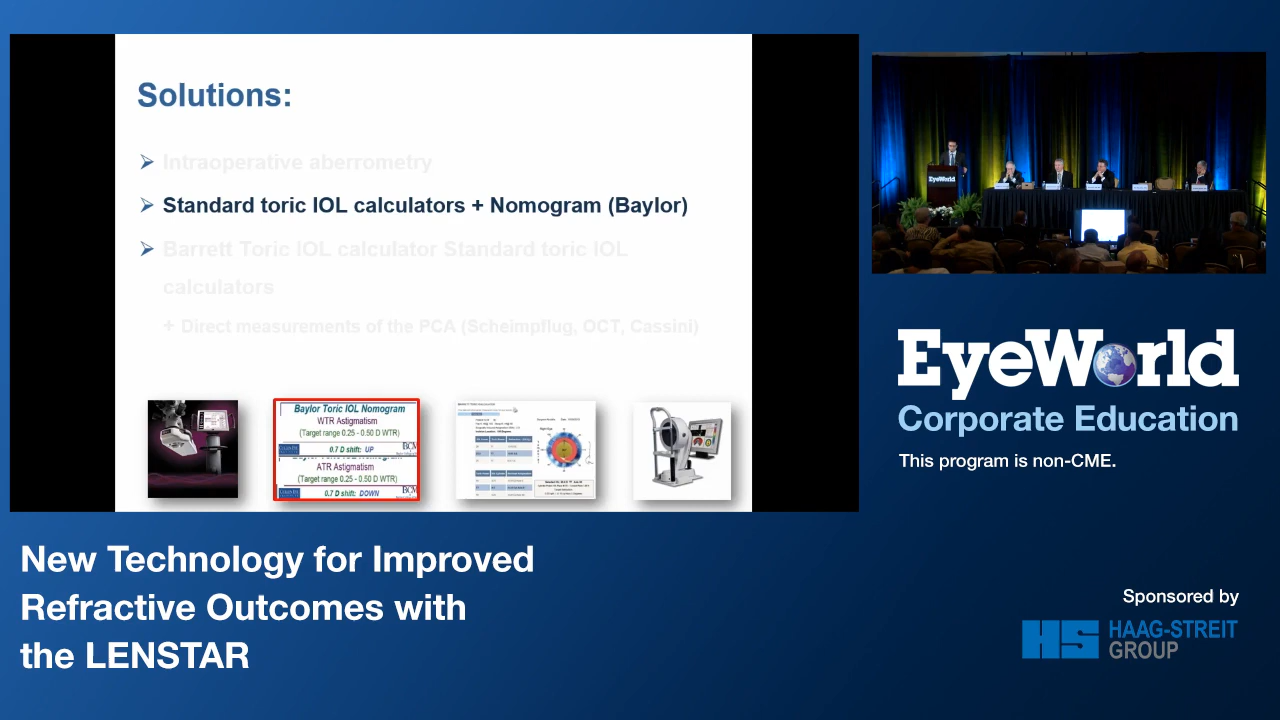 Solutions:
Intraoperative aberrometry
Standard toric IOL calculators + Nomogram (Baylor)
Barrett Toric IOL calculator Standard toric IOL
calculators
+ Direct measurements of the PCA (Scheimpflug, OCT, Cassini)
Baylor Toric IOL Nomogram
WTR Astigmatism
(Target range 0.25 - 0.50 D WTR)
0.7 D shift: UP
ATR Astigmatism
(Target range 0.25 - 0.50 D WTR)
0.7 D shift: DOWN
EyeWorld
EyeWorld
Corporate Education
This program is non-CME.
New Technology for Improved
Refractive Outcomes with
the LENSTAR
Sponsored by
HS HAAG-STREIT
GROUP